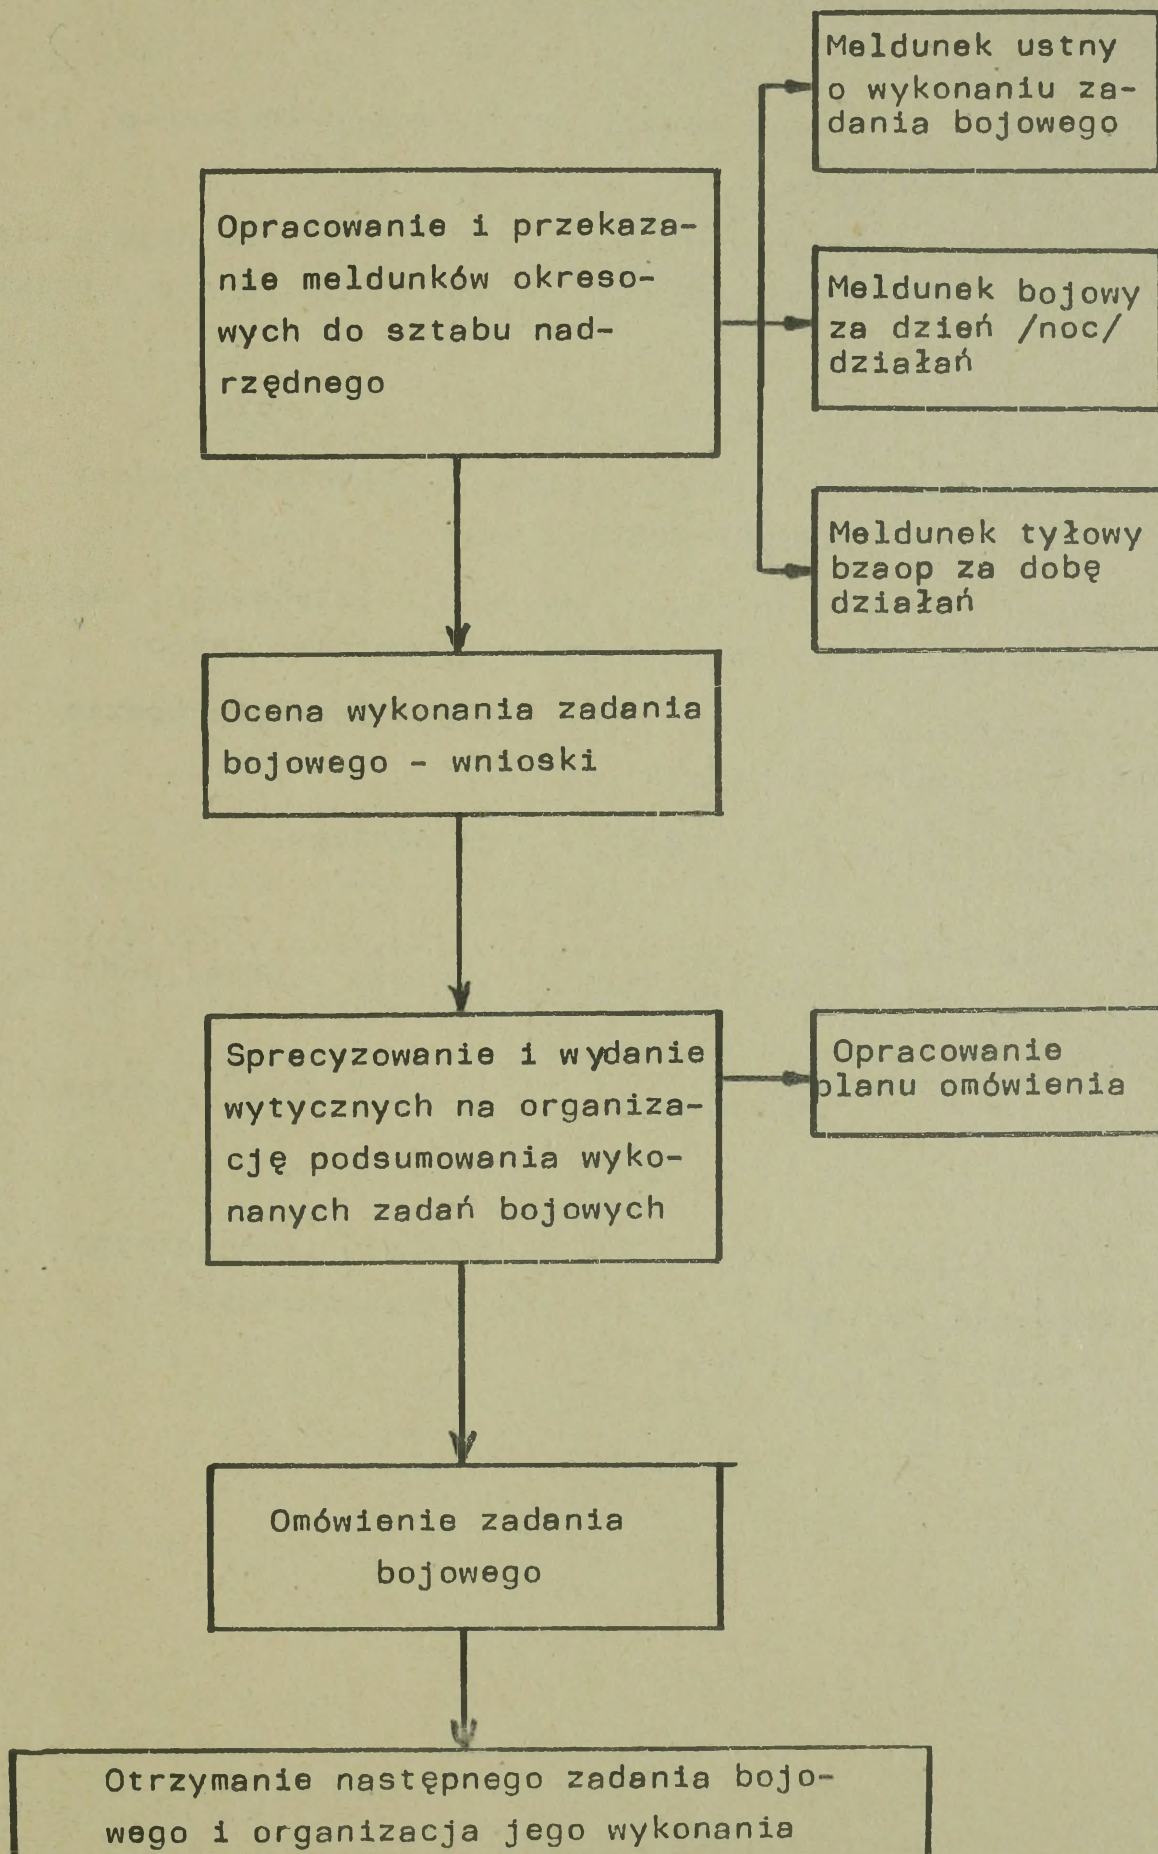 Meldunek ustny
o wykonaniu za-
dania bojowego
Opracowanie i przekaza-
nie meldunków okreso-
wych do sztabu nad-
rzędnego
Meldunek bojowy
za dzień /noc/
działań
Meldunek tyłowy
bzaop za dobę
działań
Ocena wykonania zadania
bojowego - wnioski
Sprecyzowanie i wydanie
wytycznych na organiza-
cję podsumowania wyko-
nanych zadań bojowych
Opracowanie
planu omówienia
Omówienie zadania
bojowego
Otrzymanie następnego zadania bojo-
wego i organizacja jego wykonania